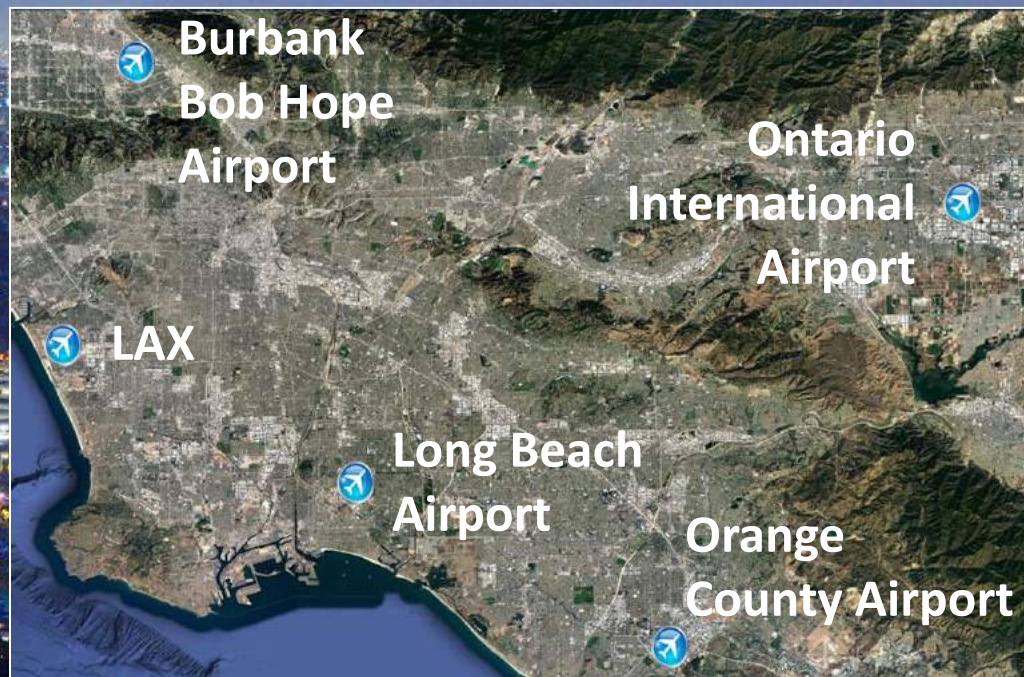 Burbank
Bob Hope
Airport
Ontario
International
Airport
LAX
Long Beach
Airport
Orange
County Airport